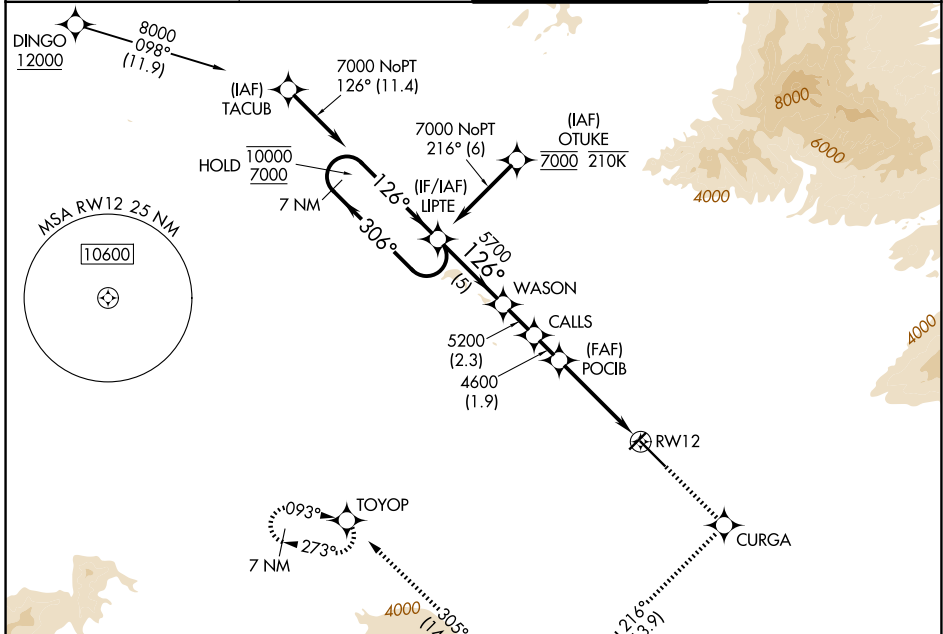 DINGO
12000
8000
098°
(11.9)
(IAF)
TACUB
7000 NoPT
126° (11.4)
HOLD
10000
7000
7 NM
126°
306°
7000 NoPT
216° (6)
(IAF)
OTUKE
7000 210K
(IF/IAF)
LIPTE
8000
6000
4000
MSA RW12 25 NM
10600
5700
126°
(5)
WASON
CALLS
5200
(2.3)
(FAF)
POCIB
4600
(1.9)
4000
RW12
TOYOP
093°
273°
7 NM
CURGA
4000
305°
216°